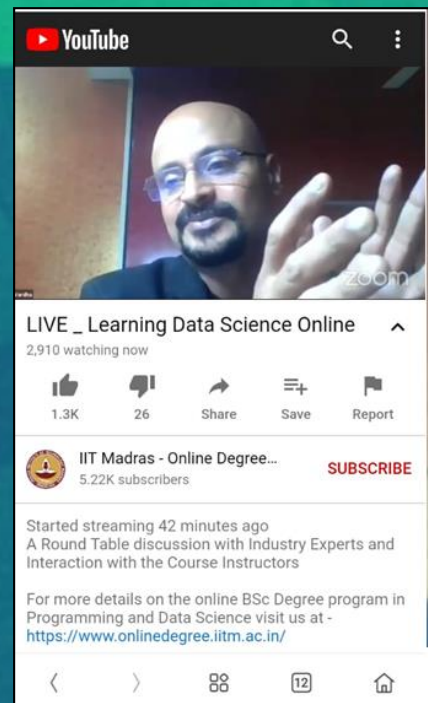 YouTube
zoom
LIVE _ Learning Data Science Online
2,910 watching now
1.3K 26 Share Save Report
IIT Madras - Online Degree...
5.22K subscribers
SUBSCRIBE
Started streaming 42 minutes ago
A Round Table discussion with Industry Experts and
Interaction with the Course Instructors
For more details on the online BSc Degree program in
Programming and Data Science visit us at -
https://www.onlinedegree.iitm.ac.in/
12